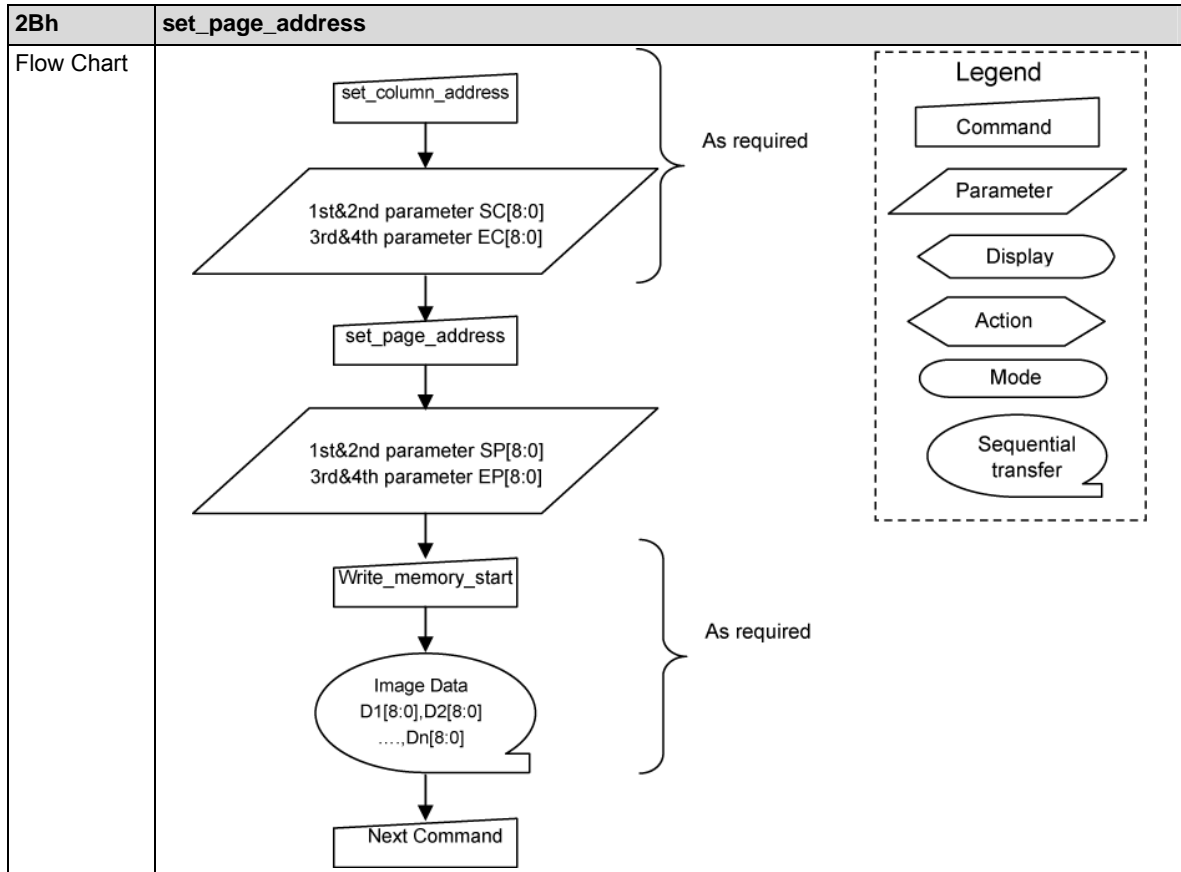 2Bh
set_page_address
Flow Chart
set_column_address
1st&2nd parameter SC[8:0]
3rd&4th parameter EC[8:0]
As required
set_page_address
1st&2nd parameter SP[8:0]
3rd&4th parameter EP[8:0]
Write_memory_start
Image Data
D1[8:0],D2[8:0]
....,Dn[8:0]
As required
Next Command
Legend
Command
Parameter
Display
Action
Mode
Sequential
transfer